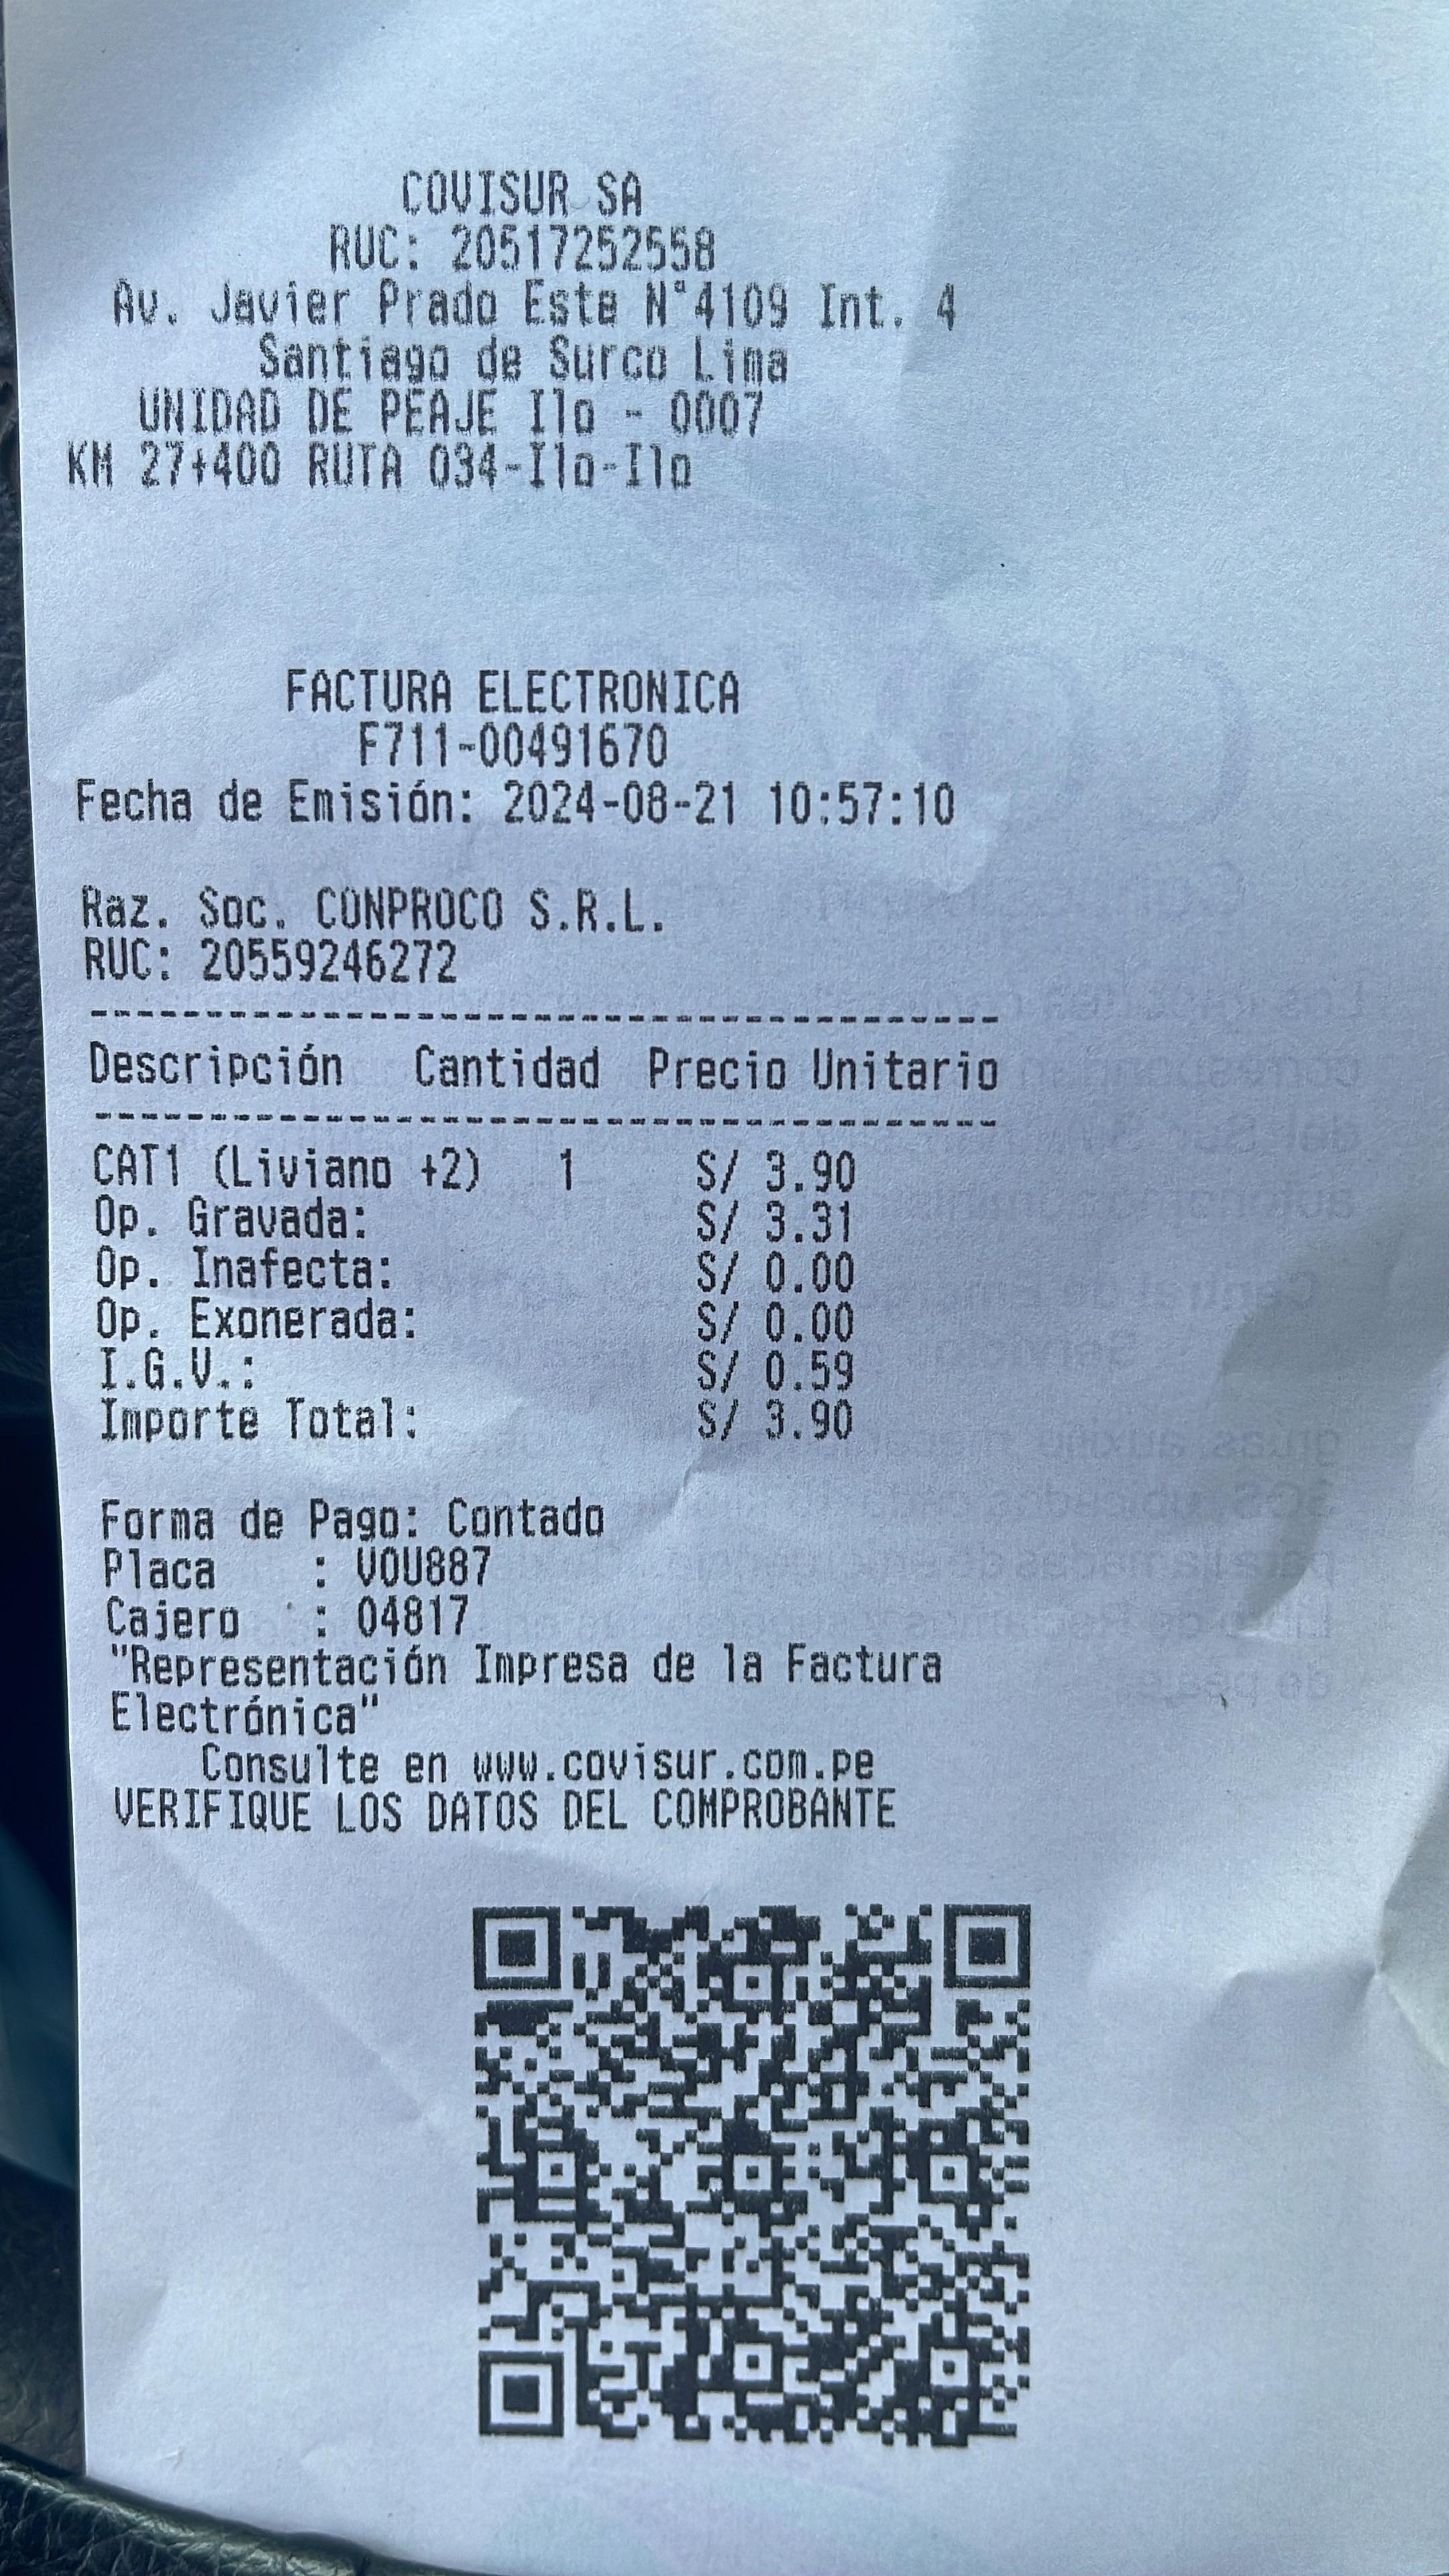 COVISUR SA
RUC: 20517252558
Av. Javier Prado Este N°4109 Int. 4
Santiago de Surco Lima
UNIDAD DE PEAJE Ilo - 0007
KM 27+400 RUTA 034-Ilo-Ilo
FACTURA ELECTRONICA
F711-00491670
Fecha de Emisión: 2024-08-21 10:57:10
Raz. Soc. CONPROCO S.R.L.
RUC: 20559246272
Descripción Cantidad Precio Unitario
CAT1 (Liviano +2) 1 S/ 3.90
Op. Gravada: S/ 3.31
Op. Inafecta: S/ 0.00
Op. Exonerada: S/ 0.00
I.G.V.: S/ 0.59
Importe Total: S/ 3.90
Forma de Pago: Contado
Placa : VOU887
Cajero : 04817
"Representación Impresa de la Factura
Electrónica"
Consulte en www.covisur.com.pe
VERIFIQUE LOS DATOS DEL COMPROBANTE